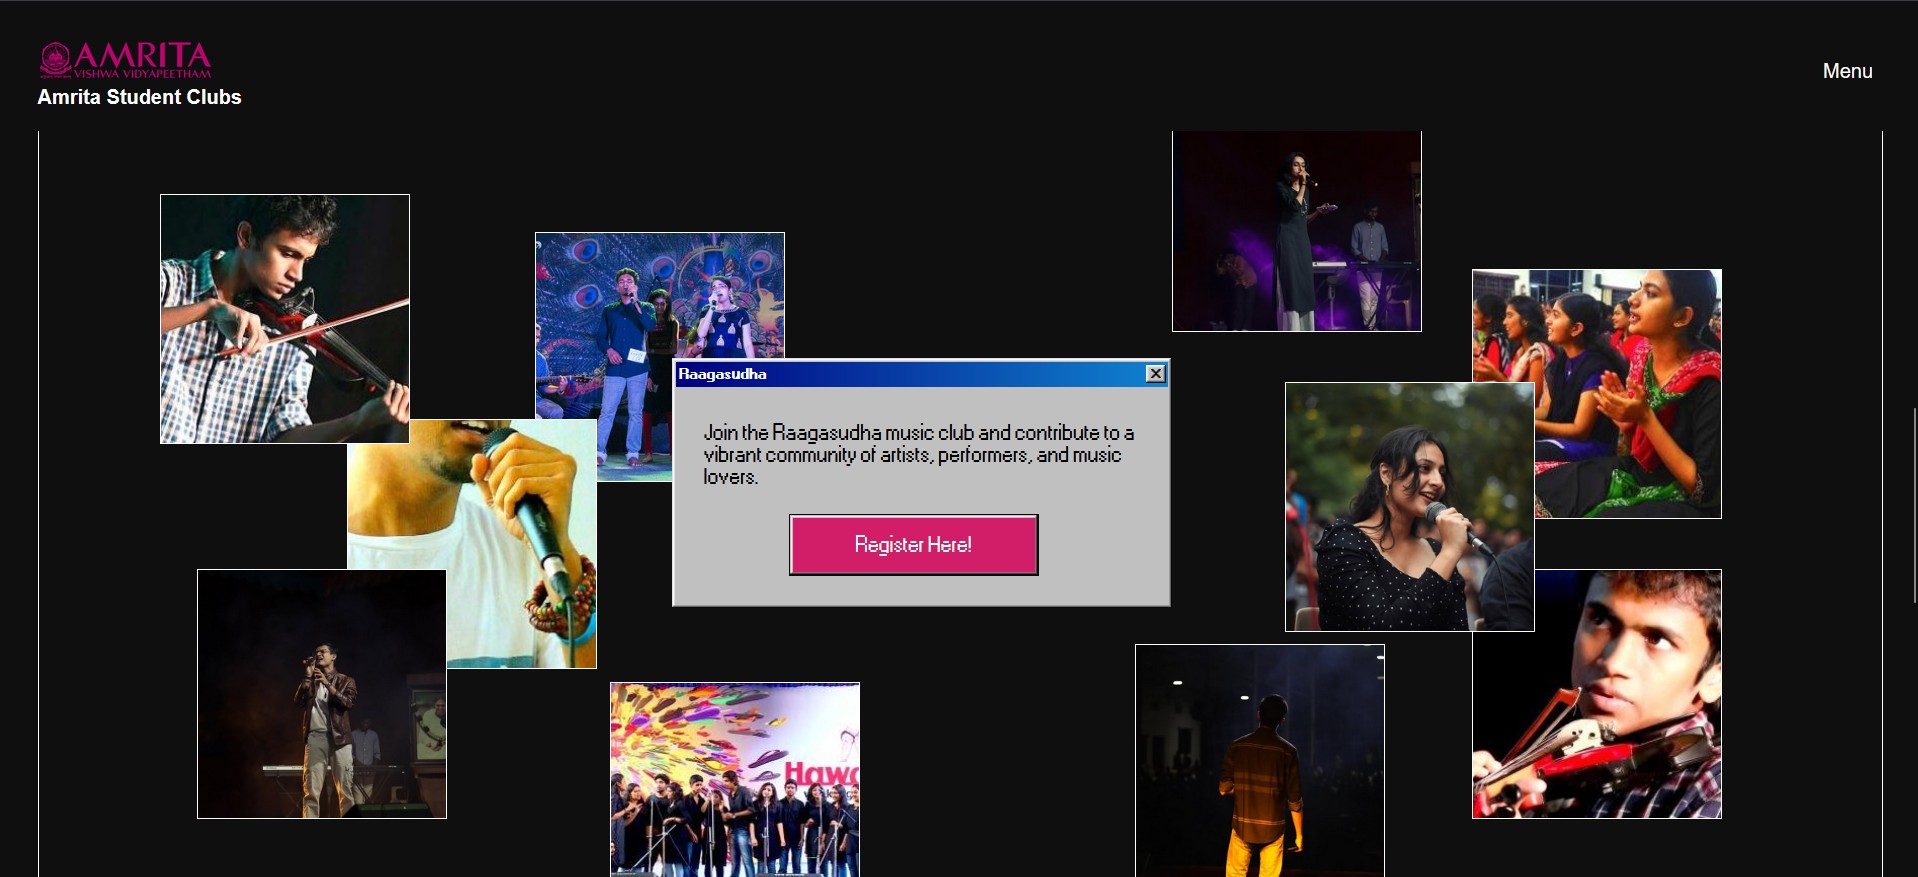 AMRITA
VISHWA VIDYAPEETHAM
Amrita Student Clubs
Menu
Raagasudha
Join the Raagasudha music club and contribute to a
vibrant community of artists, performers, and music
lovers.
Register Here!